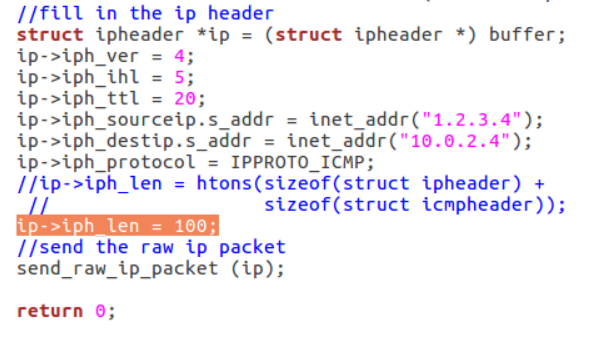 //fill in the ip header
struct ipheader *ip = (struct ipheader *) buffer;
ip->iph_ver = 4;
ip->iph_ihl = 5;
ip->iph_ttl = 20;
ip->iph_sourceip.s_addr = inet_addr("1.2.3.4");
ip->iph_destip.s_addr = inet_addr("10.0.2.4");
ip->iph_protocol = IPPROTO_ICMP;
//ip->iph_len = htons(sizeof(struct ipheader) +
//                     sizeof(struct icmpheader));
ip->iph_len = 100;
//send the raw ip packet
send_raw_ip_packet (ip);
return 0;